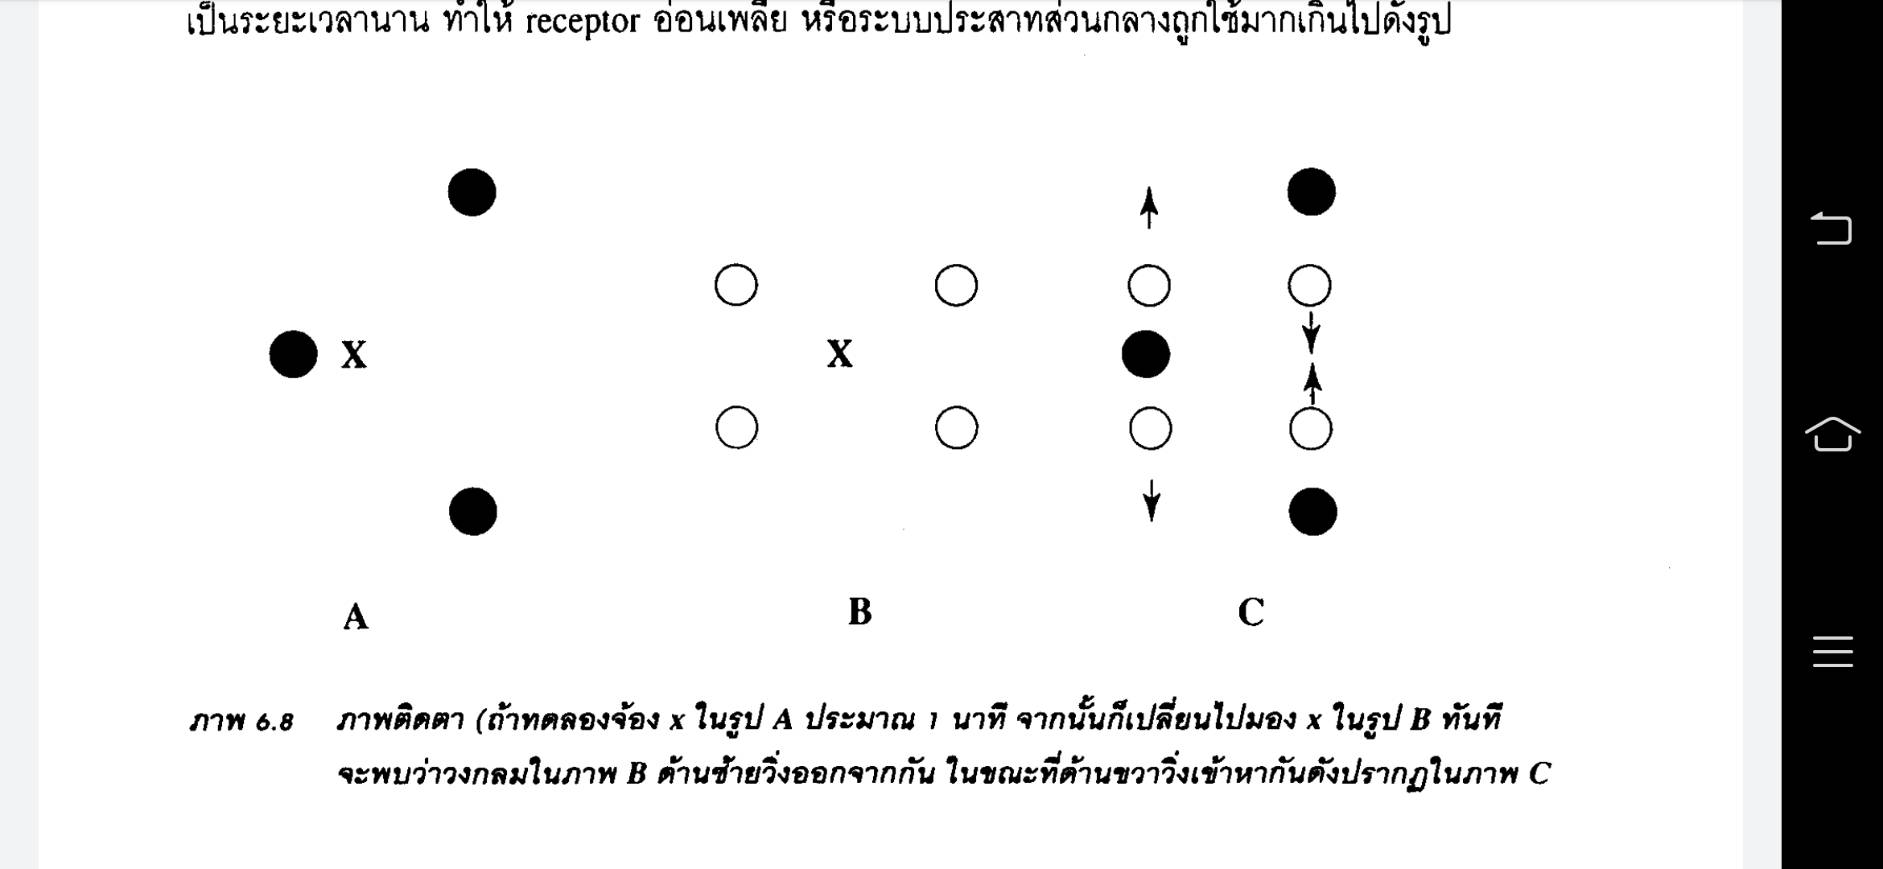 เป็นระยะเวลานาน ทำให้ receptor อ่อนเพลีย หรือระบบประสาทส่วนกลางถูกใช้มากเกินไปดังรูป
X
X
A
B
C
ภาพ 6.8 ภาพติดตา (ถ้าทดลองจ้อง x ในรูป A ประมาณ 1 นาที จากนั้นก็เปลี่ยนไปมอง x ในรูป B ทันที
จะพบว่าวงกลมในภาพ B ด้านซ้ายวิ่งออกจากกัน ในขณะที่ด้านขวาวิ่งเข้าหากันดังปรากฏในภาพ C